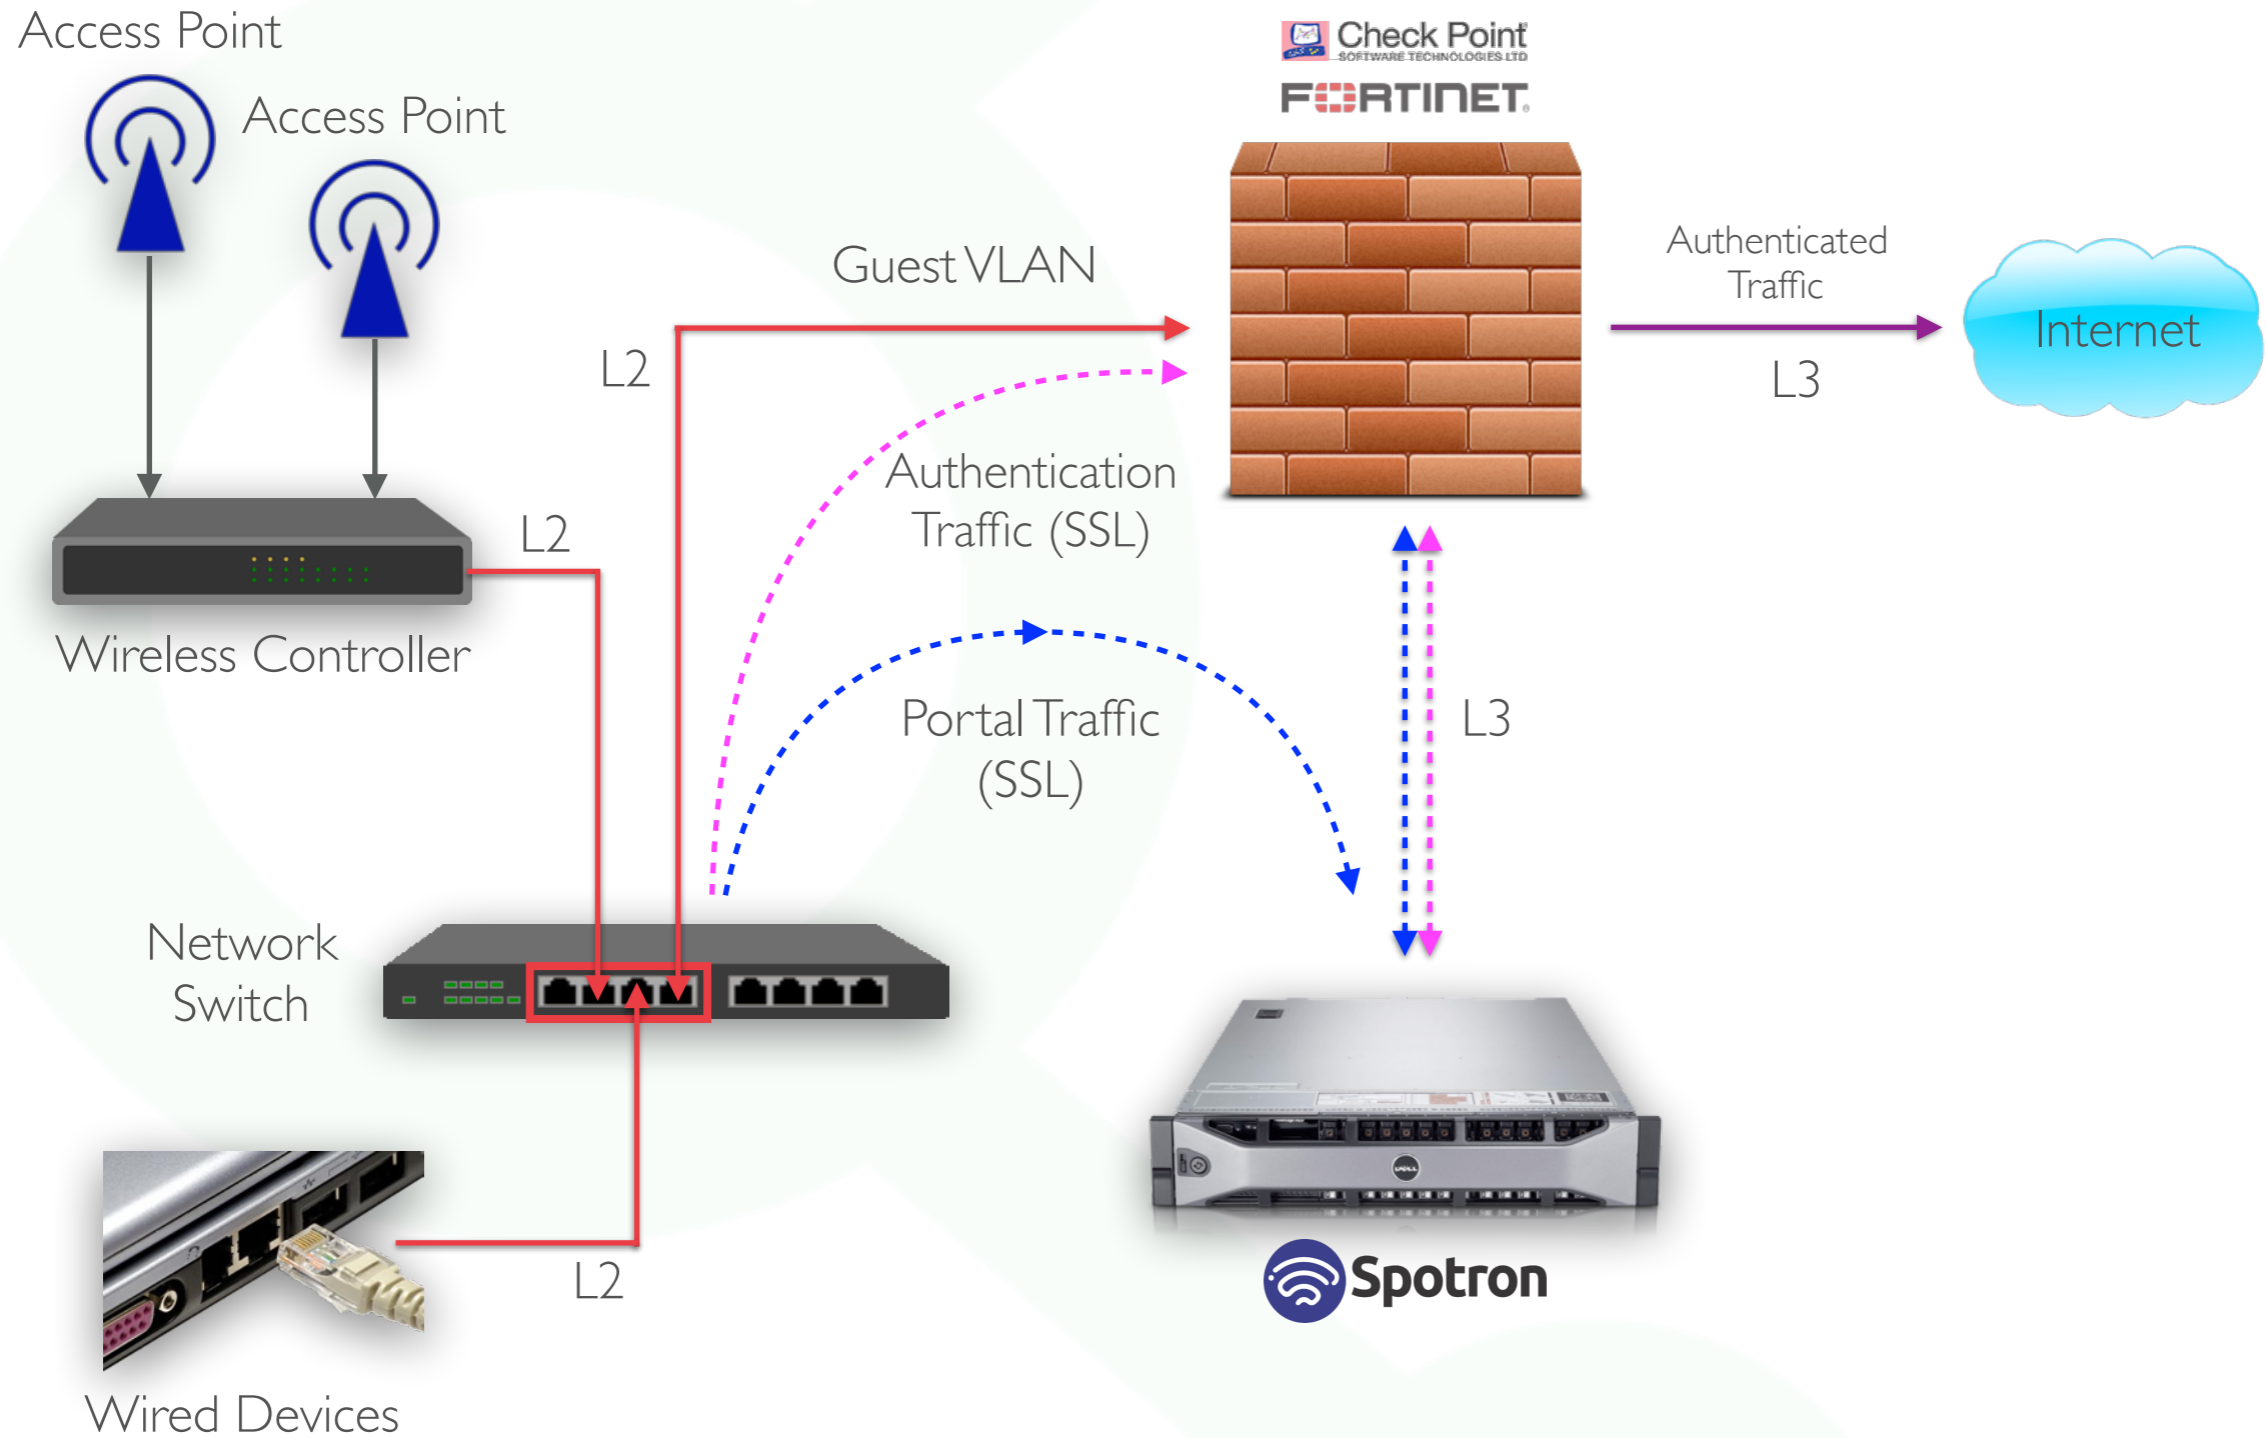 Access Point
Access Point
Check Point
SOFTWARE TECHNOLOGIES LTD
FORTINET
Guest VLAN
Authenticated
Traffic
Internet
L2
L3
Authentication
Traffic (SSL)
L2
Wireless Controller
Portal Traffic
(SSL)
L3
Network
Switch
DELL
L2
Spotron
Wired Devices